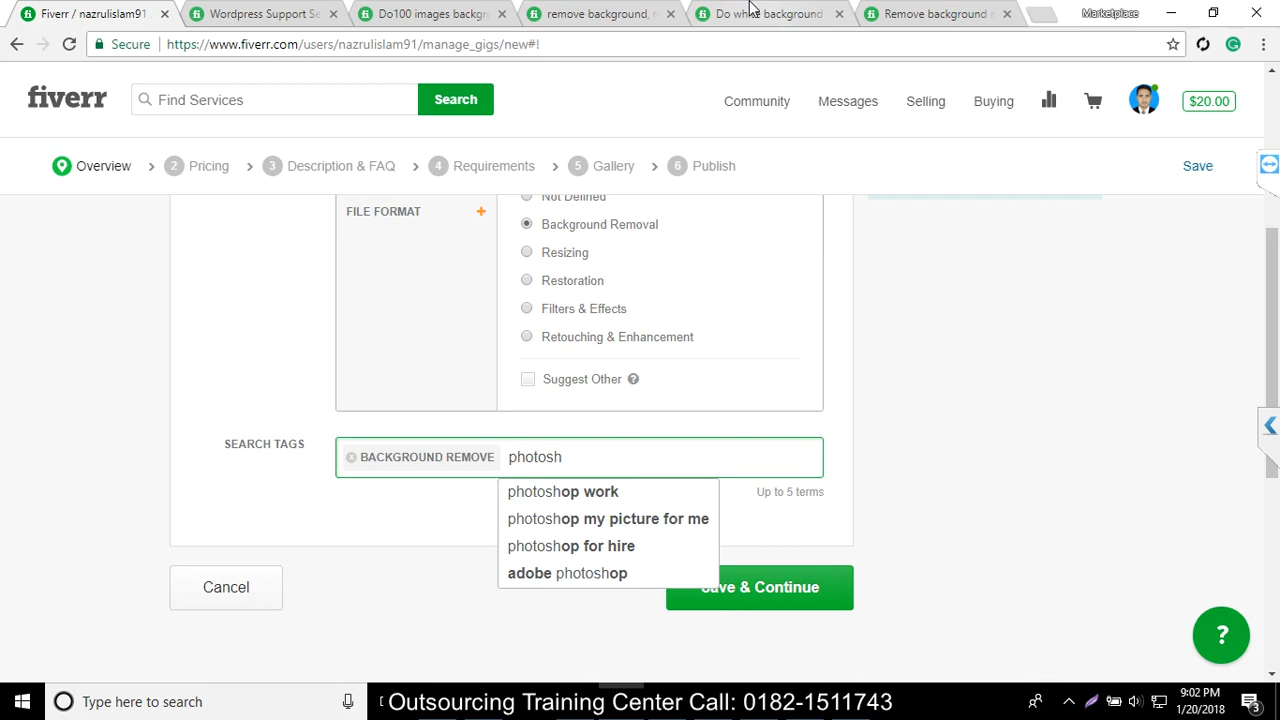 Fiverr / nazrulislam91
Wordpress Support Se
Do100 images backgr
remove background,
Do white background
Remove background
Marketplace
Secure
https://www.fiverr.com/users/nazrulislam91/manage_gigs/new#!
fiverr
Find Services
Search
Community
Messages
Selling
Buying
$20.00
Overview
2 Pricing
3 Description & FAQ
4 Requirements
5 Gallery
6 Publish
Save
Not Defined
FILE FORMAT +
Background Removal
Resizing
Restoration
Filters & Effects
Retouching & Enhancement
Suggest Other ?
SEARCH TAGS
x BACKGROUND REMOVE photosh
photoshop work
Up to 5 terms
photoshop my picture for me
photoshop for hire
adobe photoshop
Cancel
Save & Continue
?
Type here to search
Outsourcing Training Center Call: 0182-1511743
9:02 PM
1/20/2018
3